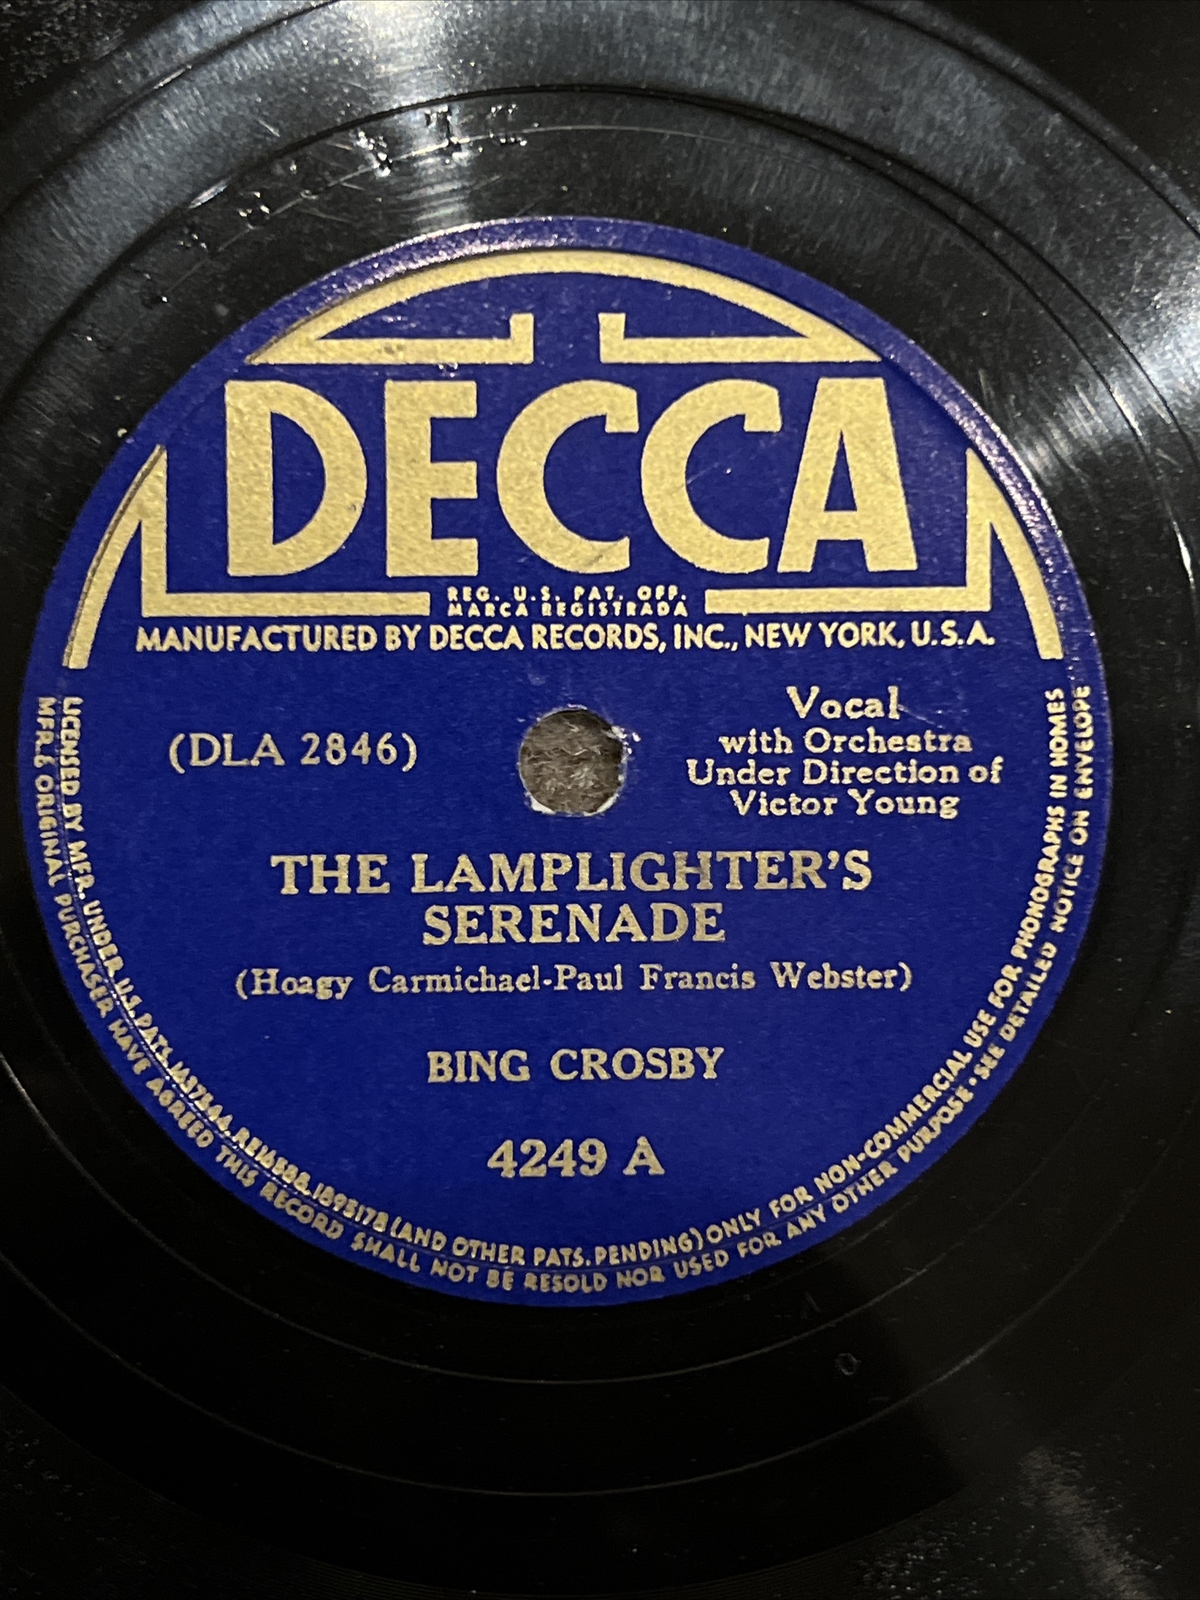 DECCA
REG. U.S. PAT. OFF.
MARCA REGISTRADA
MANUFACTURED BY DECCA RECORDS, INC., NEW YORK, U.S.A.
(DLA 2846)
Vocal
with Orchestra
Under Direction of
Victor Young
THE LAMPLIGHTER'S
SERENADE
(Hoagy Carmichael-Paul Francis Webster)
BING CROSBY
4249 A
LICENSED BY MFR. UNDER U.S. PATS. 1637544, RE16588, 1895178 (AND OTHER PATS. PENDING) ONLY FOR NON-COMMERCIAL USE FOR PHONOGRAPHS IN HOMES
MFR. & ORIGINAL PURCHASER HAVE AGREED THIS RECORD SHALL NOT BE RESOLD NOR USED FOR ANY OTHER PURPOSE • SEE DETAILED NOTICE ON ENVELOPE